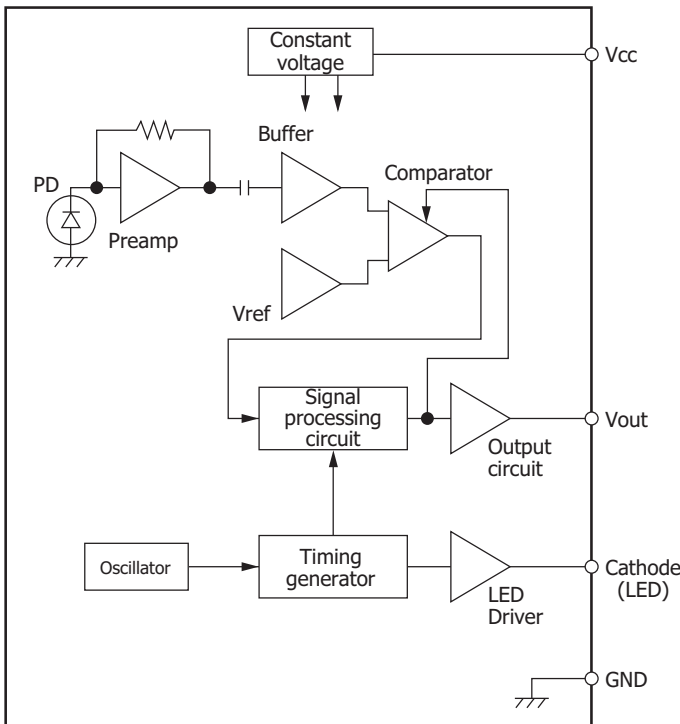 Constant
voltage
Vcc
Buffer
PD
Comparator
Preamp
Vref
Signal
processing
circuit
Vout
Output
circuit
Oscillator
Timing
generator
LED
Driver
Cathode
(LED)
GND